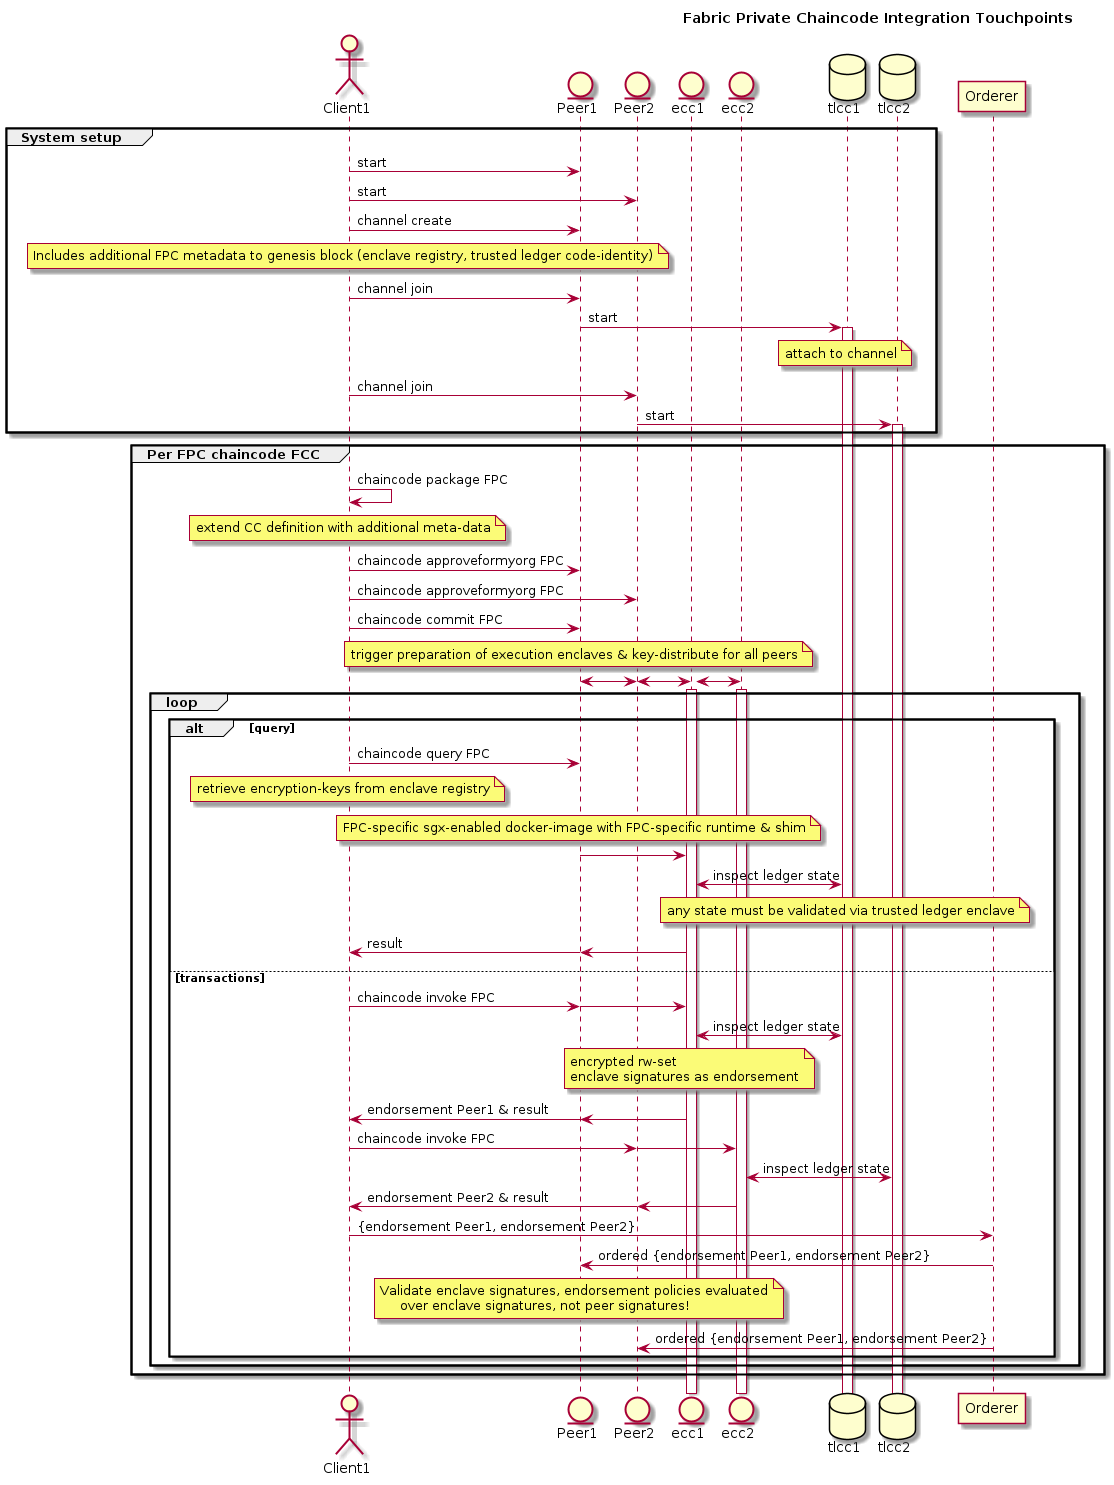 Fabric Private Chaincode Integration Touchpoints
Client1
Peer1
Peer2
ecc1
ecc2
tlcc1
tlcc2
Orderer
System setup
start
start
channel create
Includes additional FPC metadata to genesis block (enclave registry, trusted ledger code-identity)
channel join
start
attach to channel
channel join
start
Per FPC chaincode FCC
chaincode package FPC
extend CC definition with additional meta-data
chaincode approveformyorg FPC
chaincode approveformyorg FPC
chaincode commit FPC
trigger preparation of execution enclaves & key-distribute for all peers
loop
alt [query]
chaincode query FPC
retrieve encryption-keys from enclave registry
FPC-specific sgx-enabled docker-image with FPC-specific runtime & shim
inspect ledger state
any state must be validated via trusted ledger enclave
result
[transactions]
chaincode invoke FPC
inspect ledger state
encrypted rw-set
enclave signatures as endorsement
endorsement Peer1 & result
chaincode invoke FPC
inspect ledger state
endorsement Peer2 & result
{endorsement Peer1, endorsement Peer2}
ordered {endorsement Peer1, endorsement Peer2}
Validate enclave signatures, endorsement policies evaluated
over enclave signatures, not peer signatures!
ordered {endorsement Peer1, endorsement Peer2}
Client1
Peer1
Peer2
ecc1
ecc2
tlcc1
tlcc2
Orderer